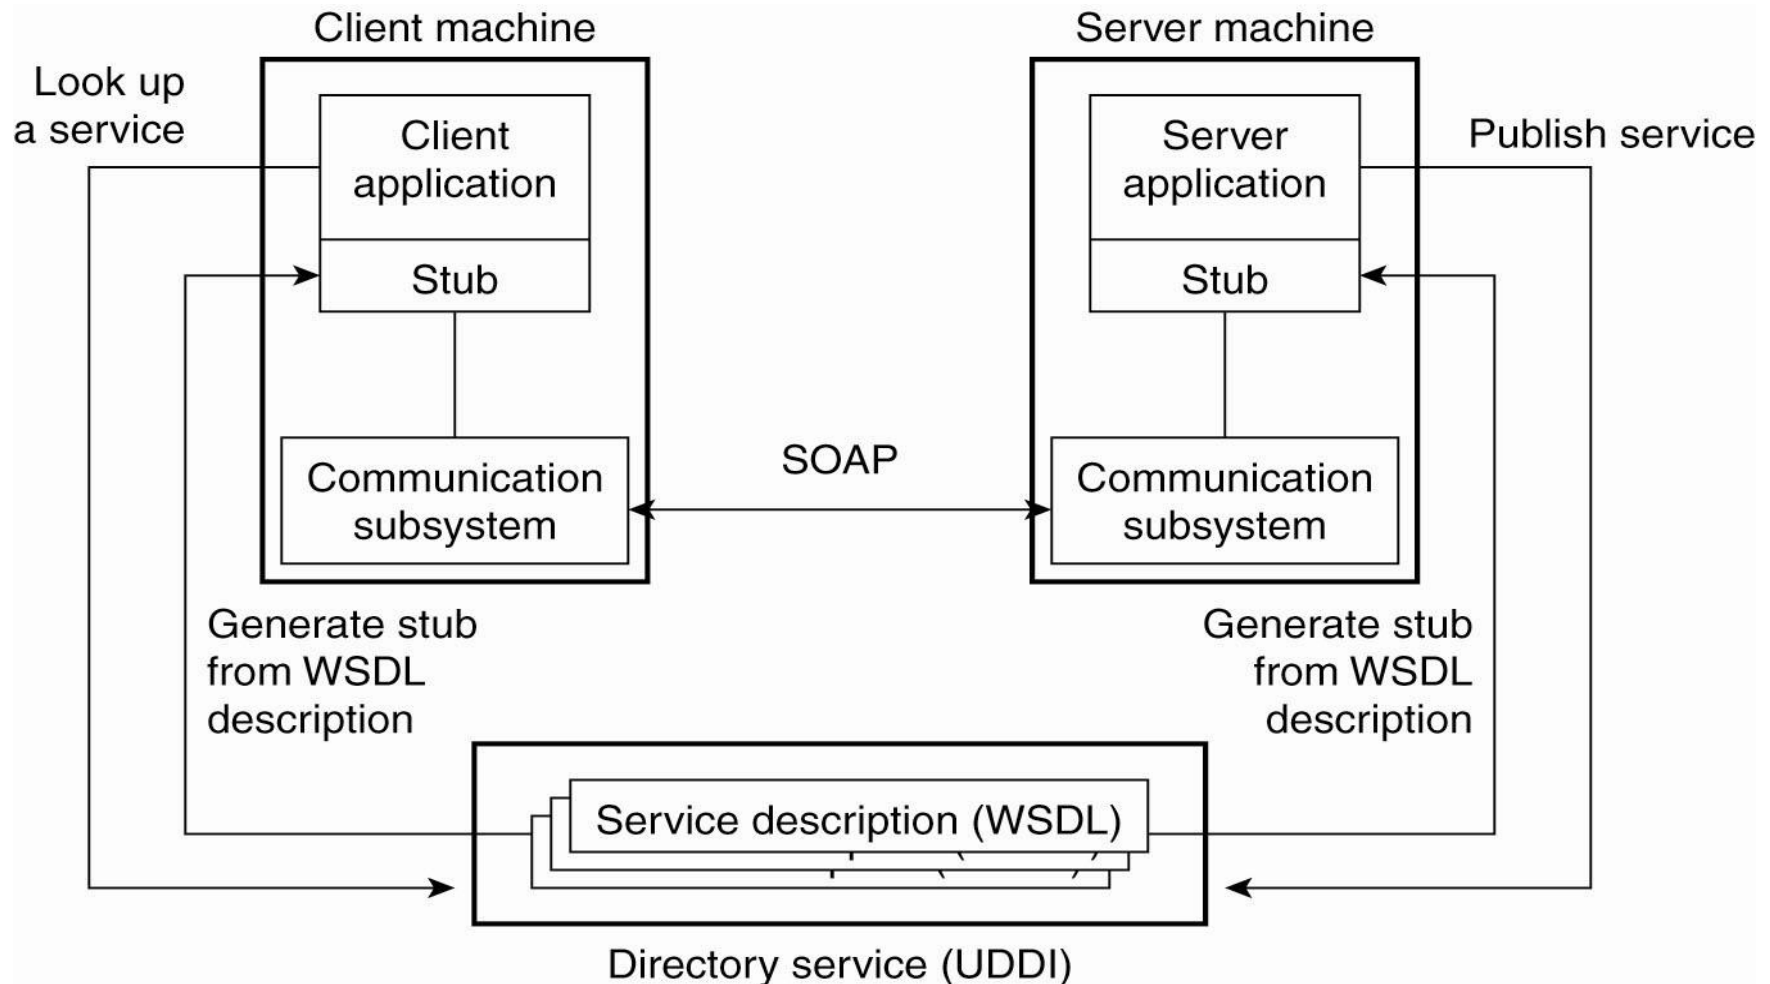 Client machine
Server machine
Look up
a service
Client
application
Stub
Communication
subsystem
SOAP
Server
application
Stub
Communication
subsystem
Publish service
Generate stub
from WSDL
description
Generate stub
from WSDL
description
Service description (WSDL)
Directory service (UDDI)